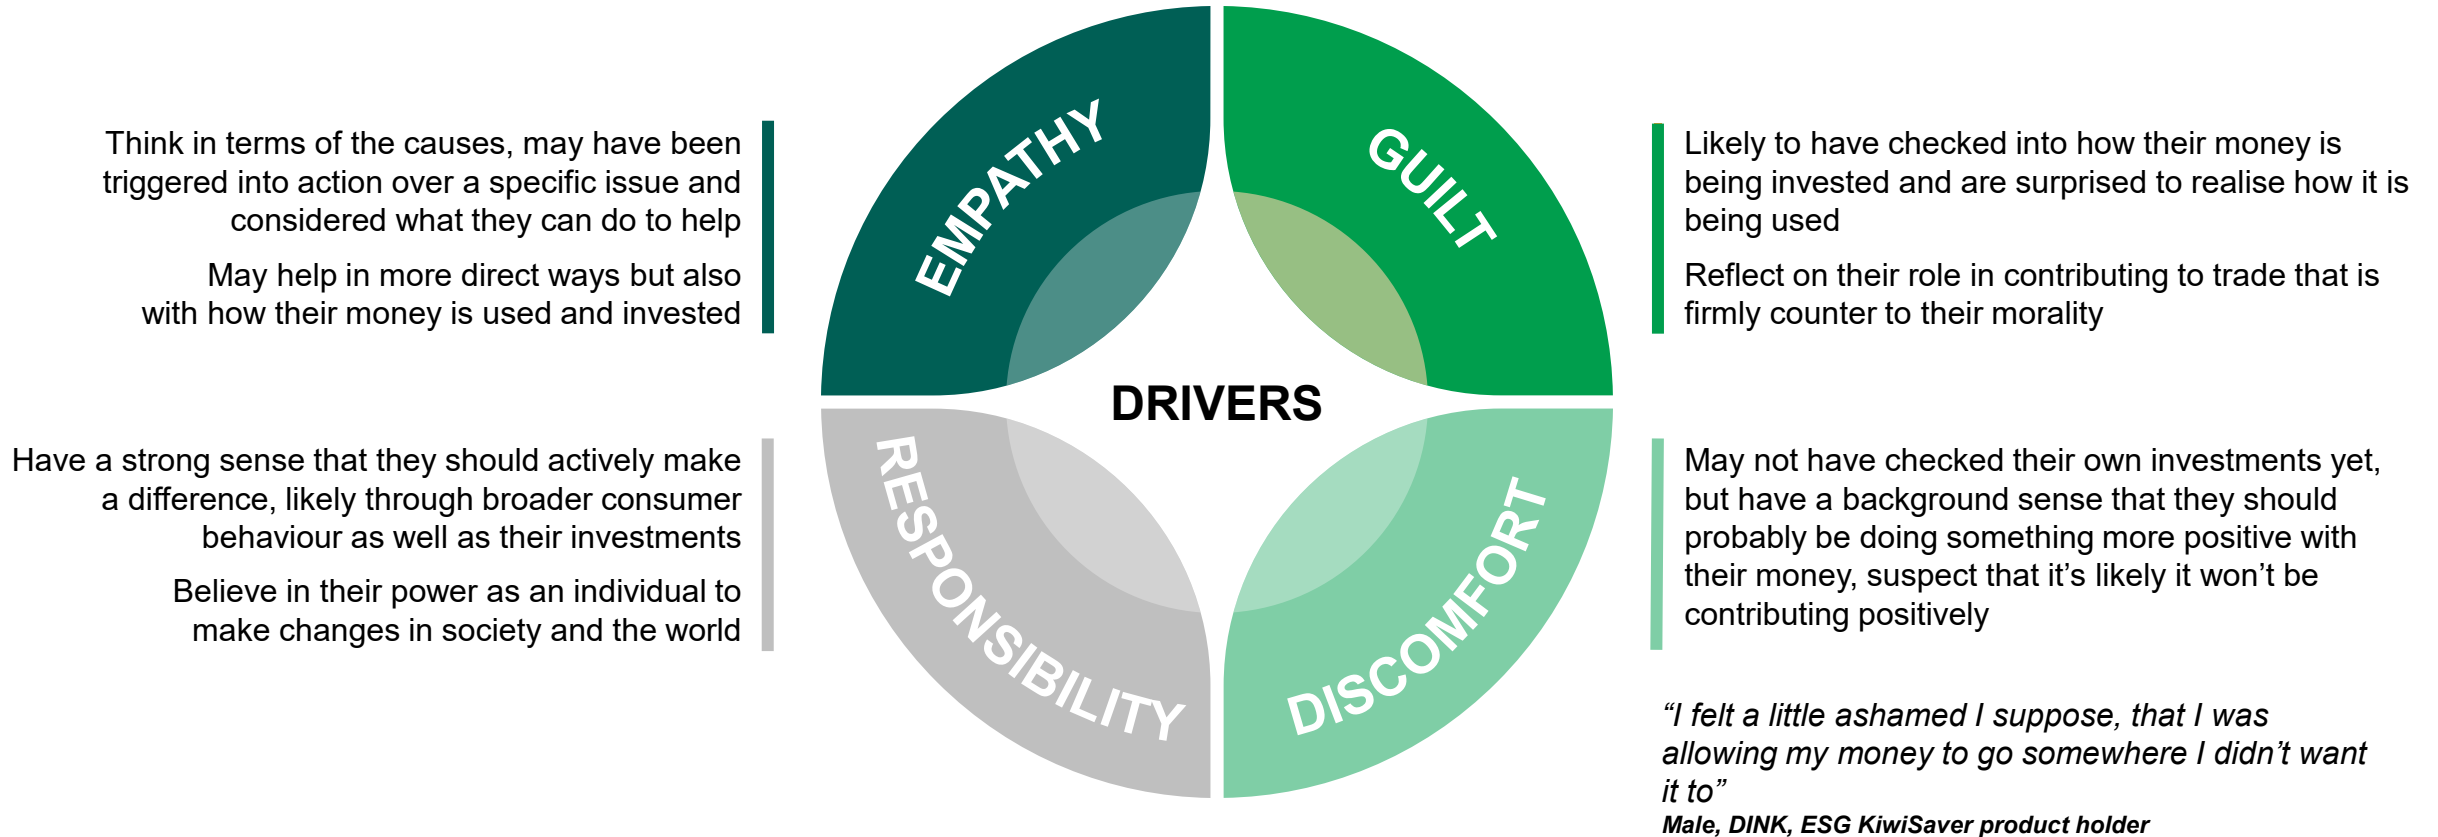 Think in terms of the causes, may have been
triggered into action over a specific issue and
considered what they can do to help
May help in more direct ways but also
with how their money is used and invested
EMPATHY
GUILT
Likely to have checked into how their money is
being invested and are surprised to realise how it is
being used
Reflect on their role in contributing to trade that is
firmly counter to their morality
DRIVERS
Have a strong sense that they should actively make
a difference, likely through broader consumer
behaviour as well as their investments
Believe in their power as an individual to
make changes in society and the world
RESPONSIBILITY
DISCOMFORT
May not have checked their own investments yet,
but have a background sense that they should
probably be doing something more positive with
their money, suspect that it’s likely it won’t be
contributing positively
“I felt a little ashamed I suppose, that I was
allowing my money to go somewhere I didn’t want
it to”
Male, DINK, ESG KiwiSaver product holder